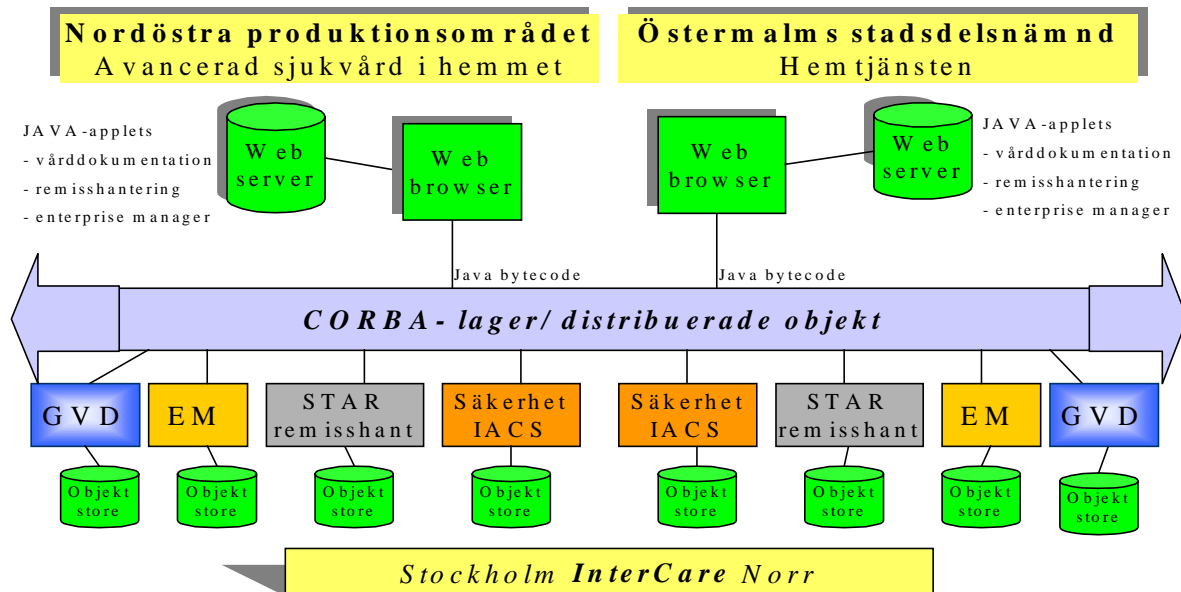 Nordöstra produktionsområdet
Avancerad sjukvård i hemmet
Östermalms stadsdelsnämnd
Hemtjänsten
JAVA-applets
- vårddokumentation
- remisshantering
- enterprise manager
Web
server
Web
browser
Web
browser
Web
server
JAVA-applets
- vårddokumentation
- remisshantering
- enterprise manager
Java bytecode
Java bytecode
CORBA- lager/ distribuerade objekt
GVD
EM
STAR
remisshant
Säkerhet
IACS
Säkerhet
IACS
STAR
remisshant
EM
GVD
Objekt
store
Objekt
store
Objekt
store
Objekt
store
Objekt
store
Objekt
store
Objekt
store
Objekt
store
Stockholm InterCare Norr